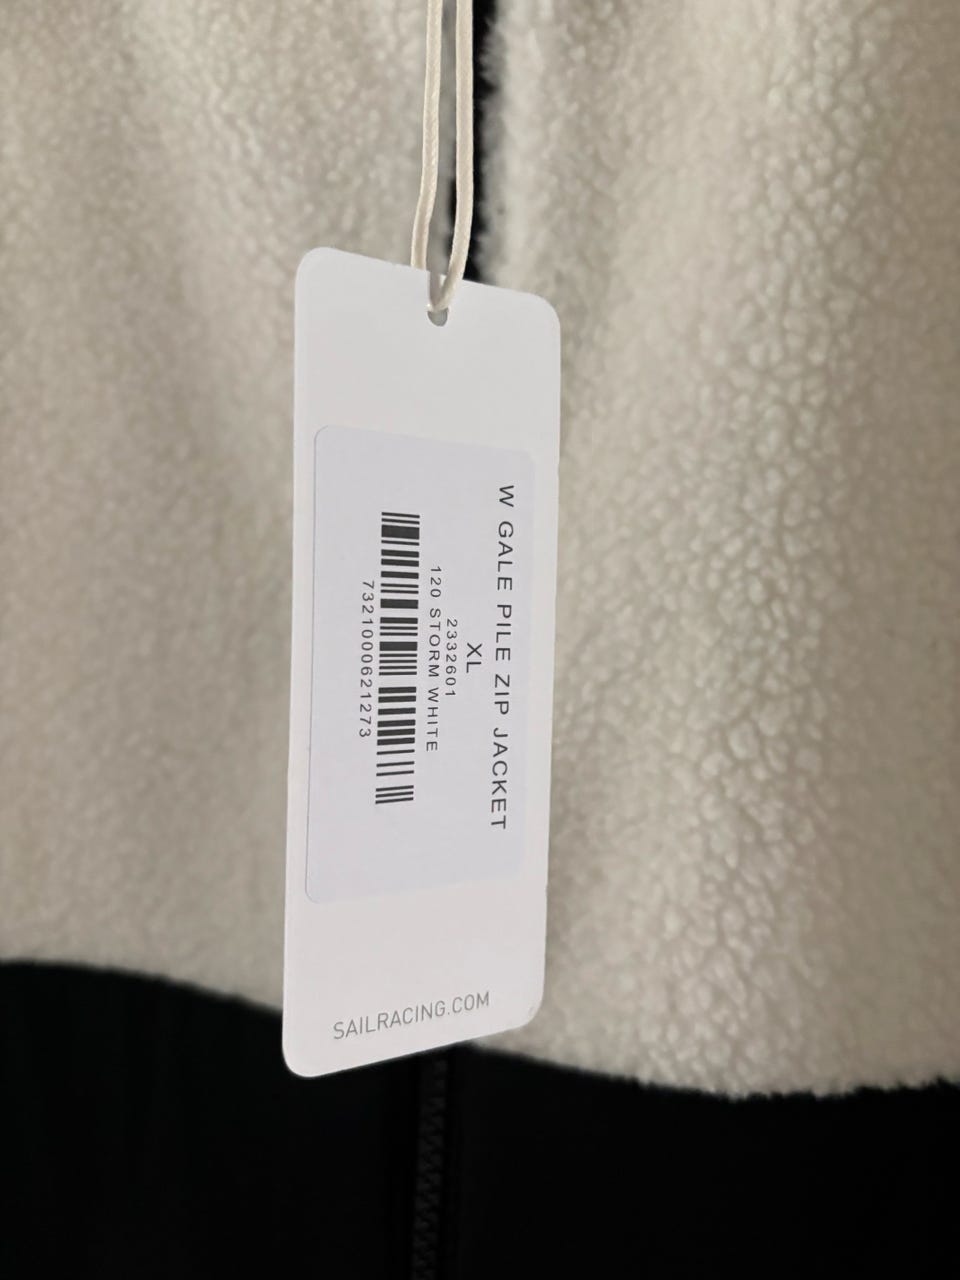 W GALE PILE ZIP JACKET
XL
2332601
120 STORM WHITE
7321000621273
SAILRACING.COM